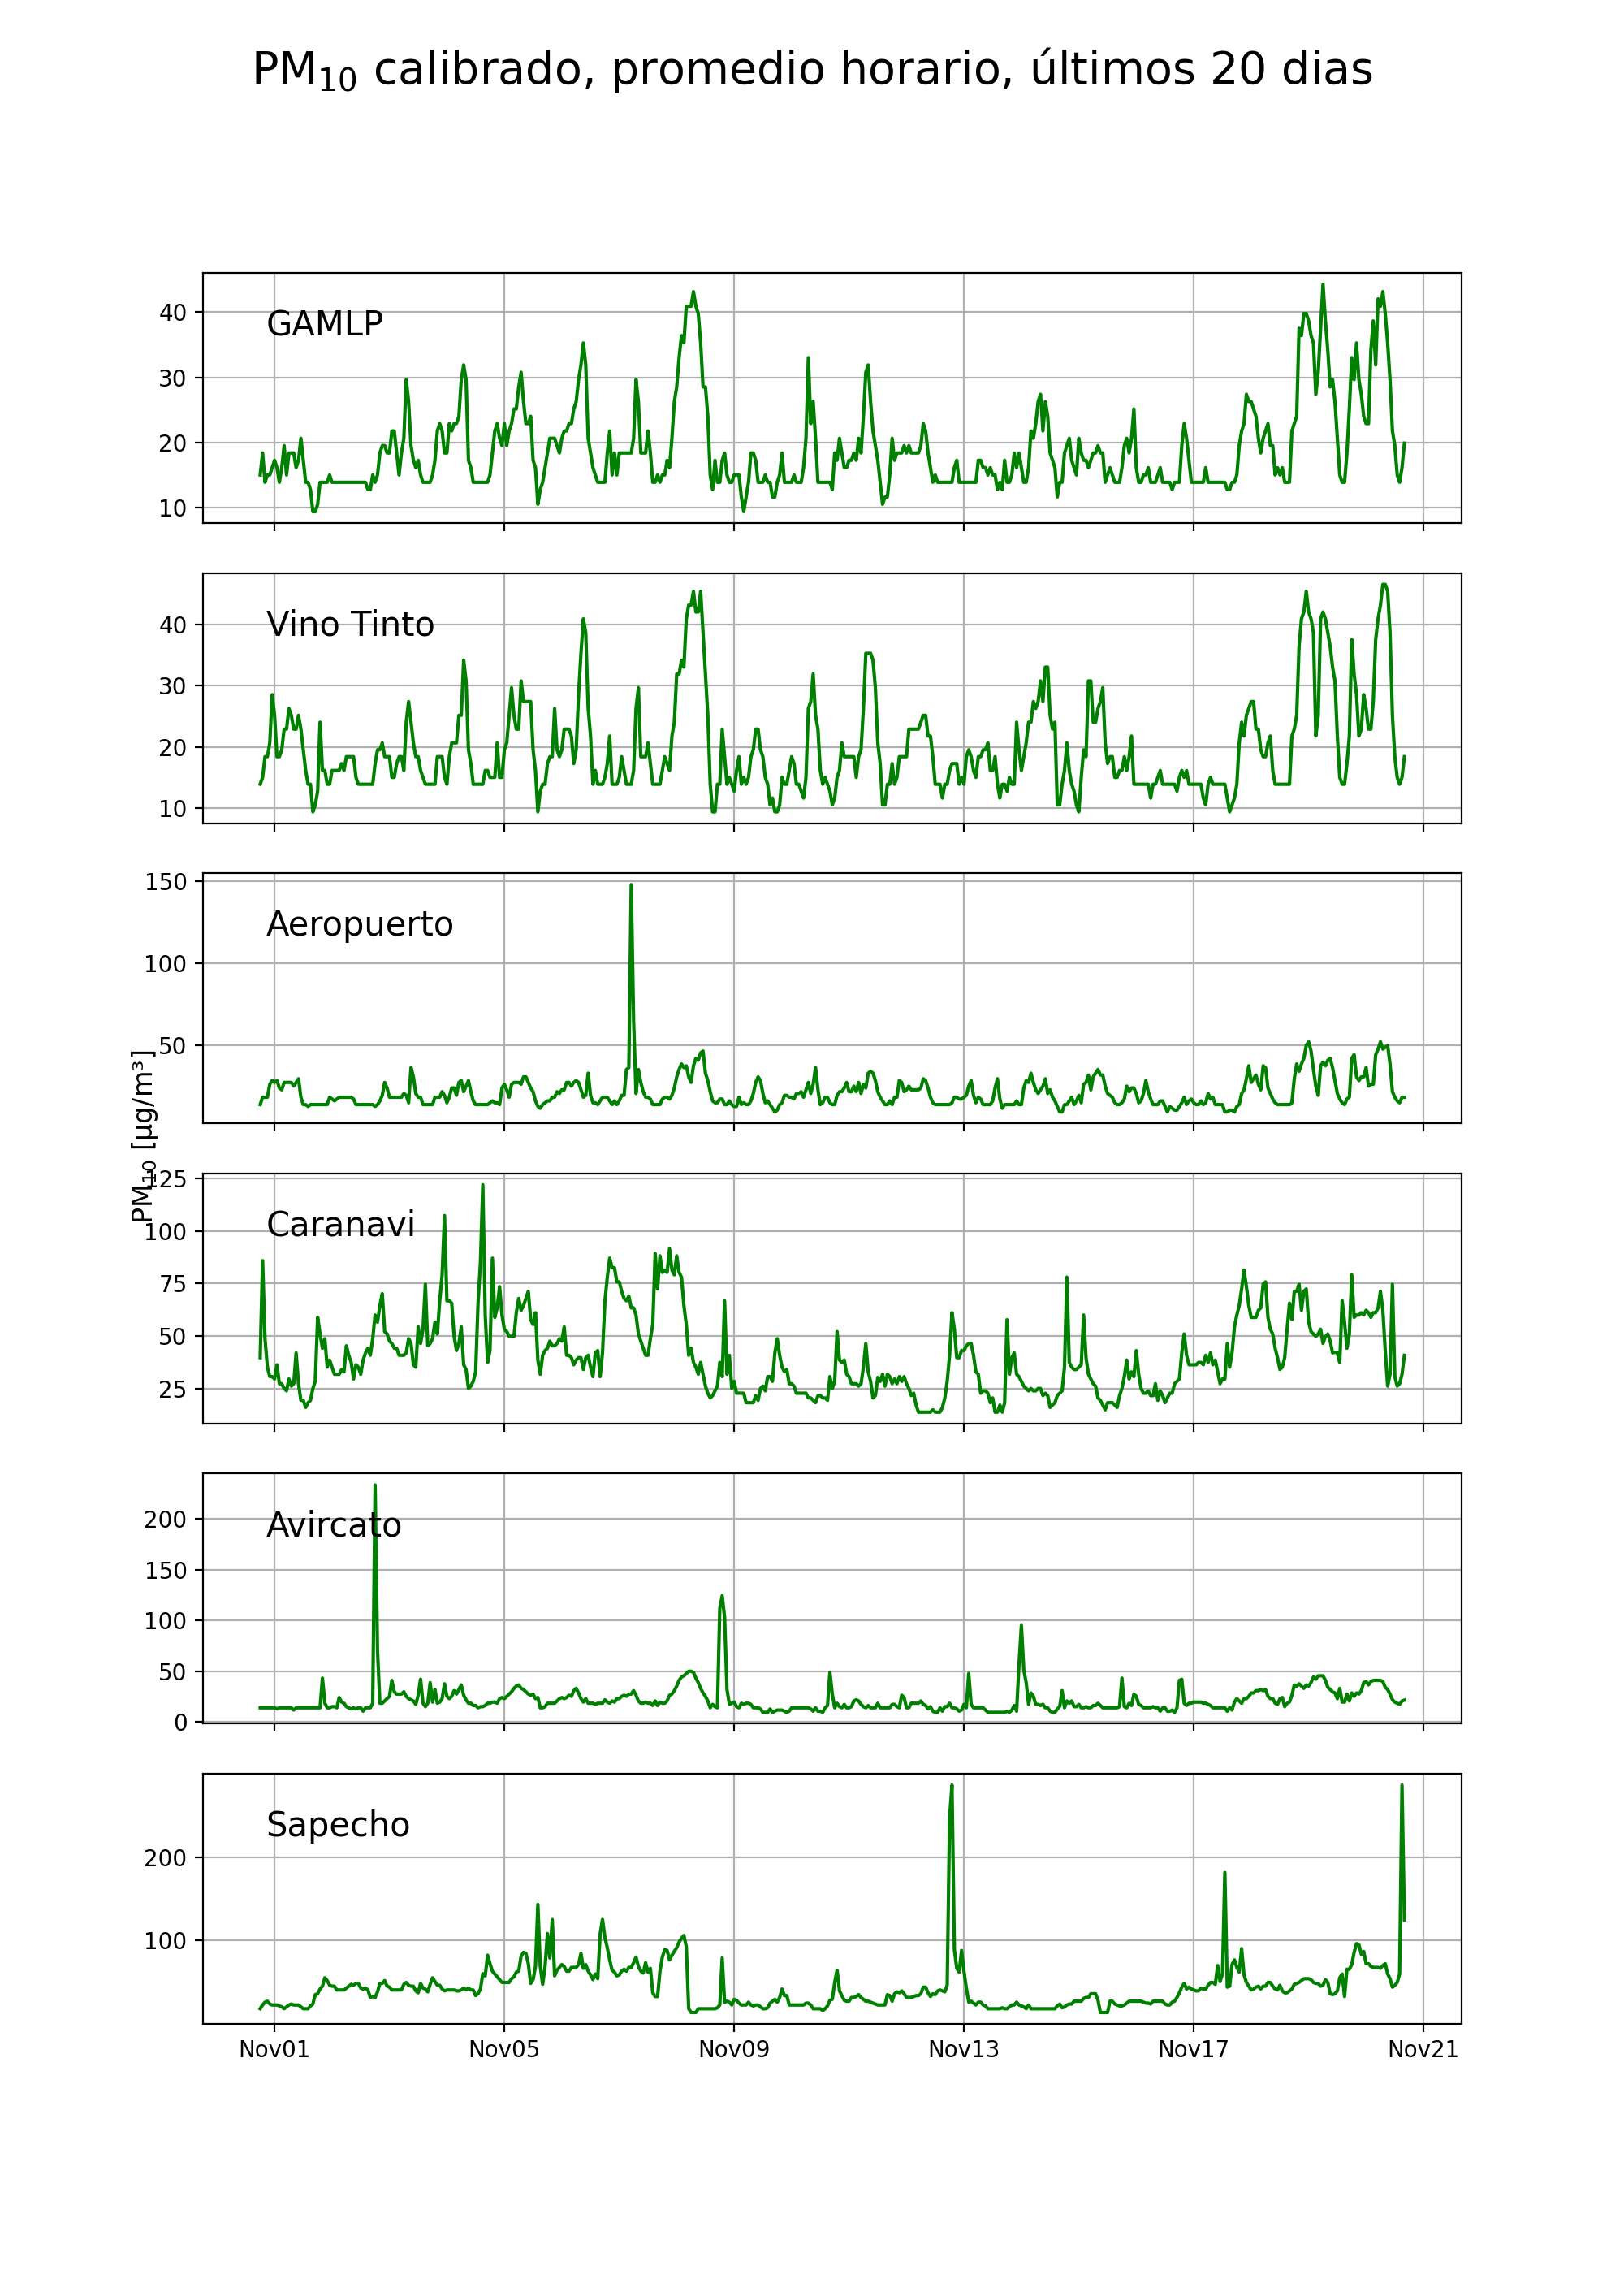 PM₁₀ calibrado, promedio horario, últimos 20 dias
GAMLP
40
30
20
10
Vino Tinto
40
30
20
10
Aeropuerto
150
100
50
PM₁₀ [µg/m³]
Caranavi
125
100
75
50
25
Avircato
200
150
100
50
0
Sapecho
200
100
Nov01 Nov05 Nov09 Nov13 Nov17 Nov21